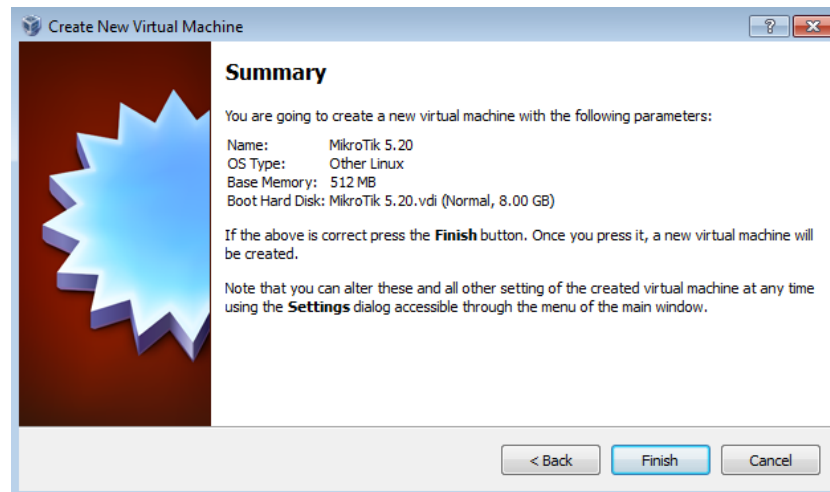 Create New Virtual Machine
Summary
You are going to create a new virtual machine with the following parameters:
Name: MikroTik 5.20
OS Type: Other Linux
Base Memory: 512 MB
Boot Hard Disk: MikroTik 5.20.vdi (Normal, 8.00 GB)
If the above is correct press the Finish button. Once you press it, a new virtual machine will
be created.
Note that you can alter these and all other setting of the created virtual machine at any time
using the Settings dialog accessible through the menu of the main window.
< Back Finish Cancel